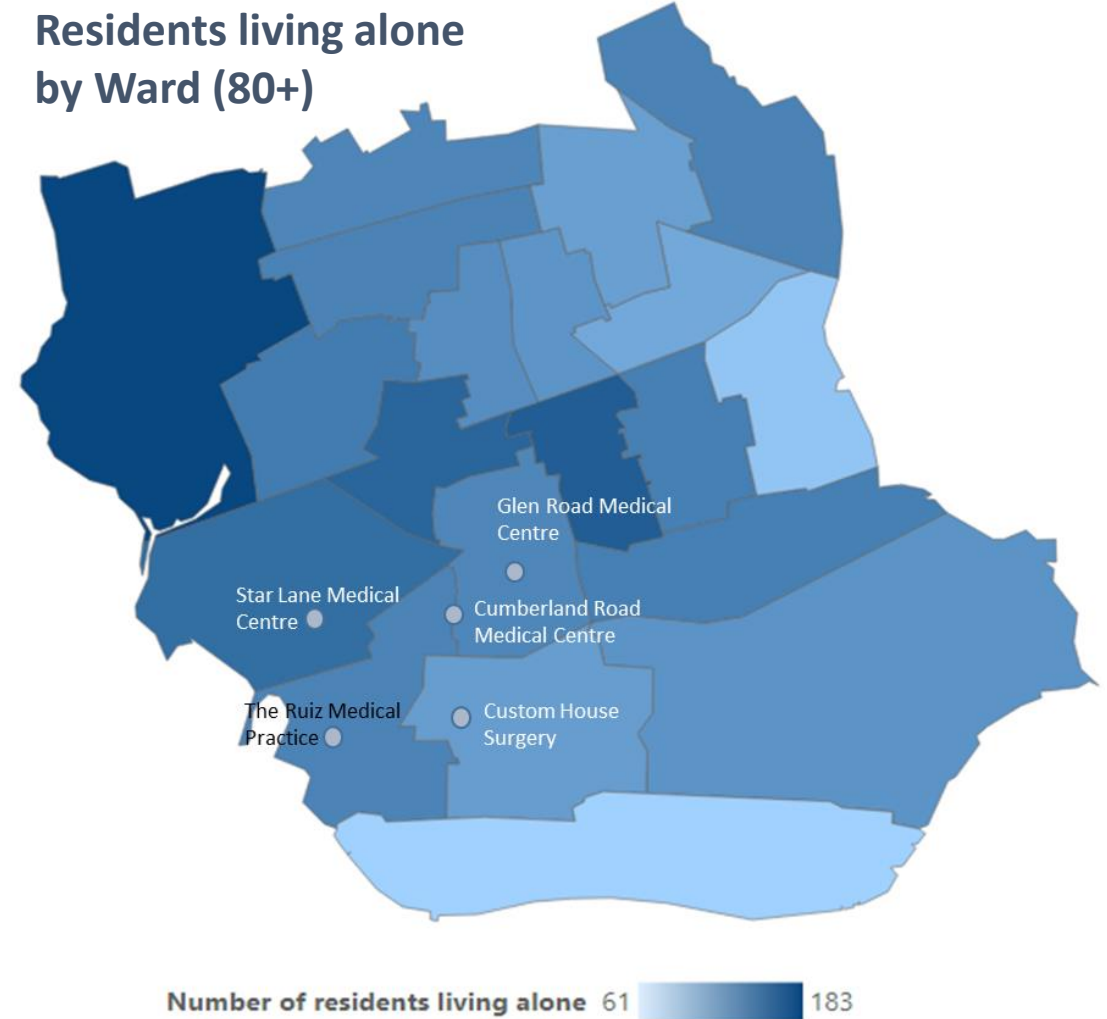 Residents living alone
by Ward (80+)
Glen Road Medical
Centre
Star Lane Medical
Centre
Cumberland Road
Medical Centre
The Ruiz Medical
Practice
Custom House
Surgery
Number of residents living alone 61 183